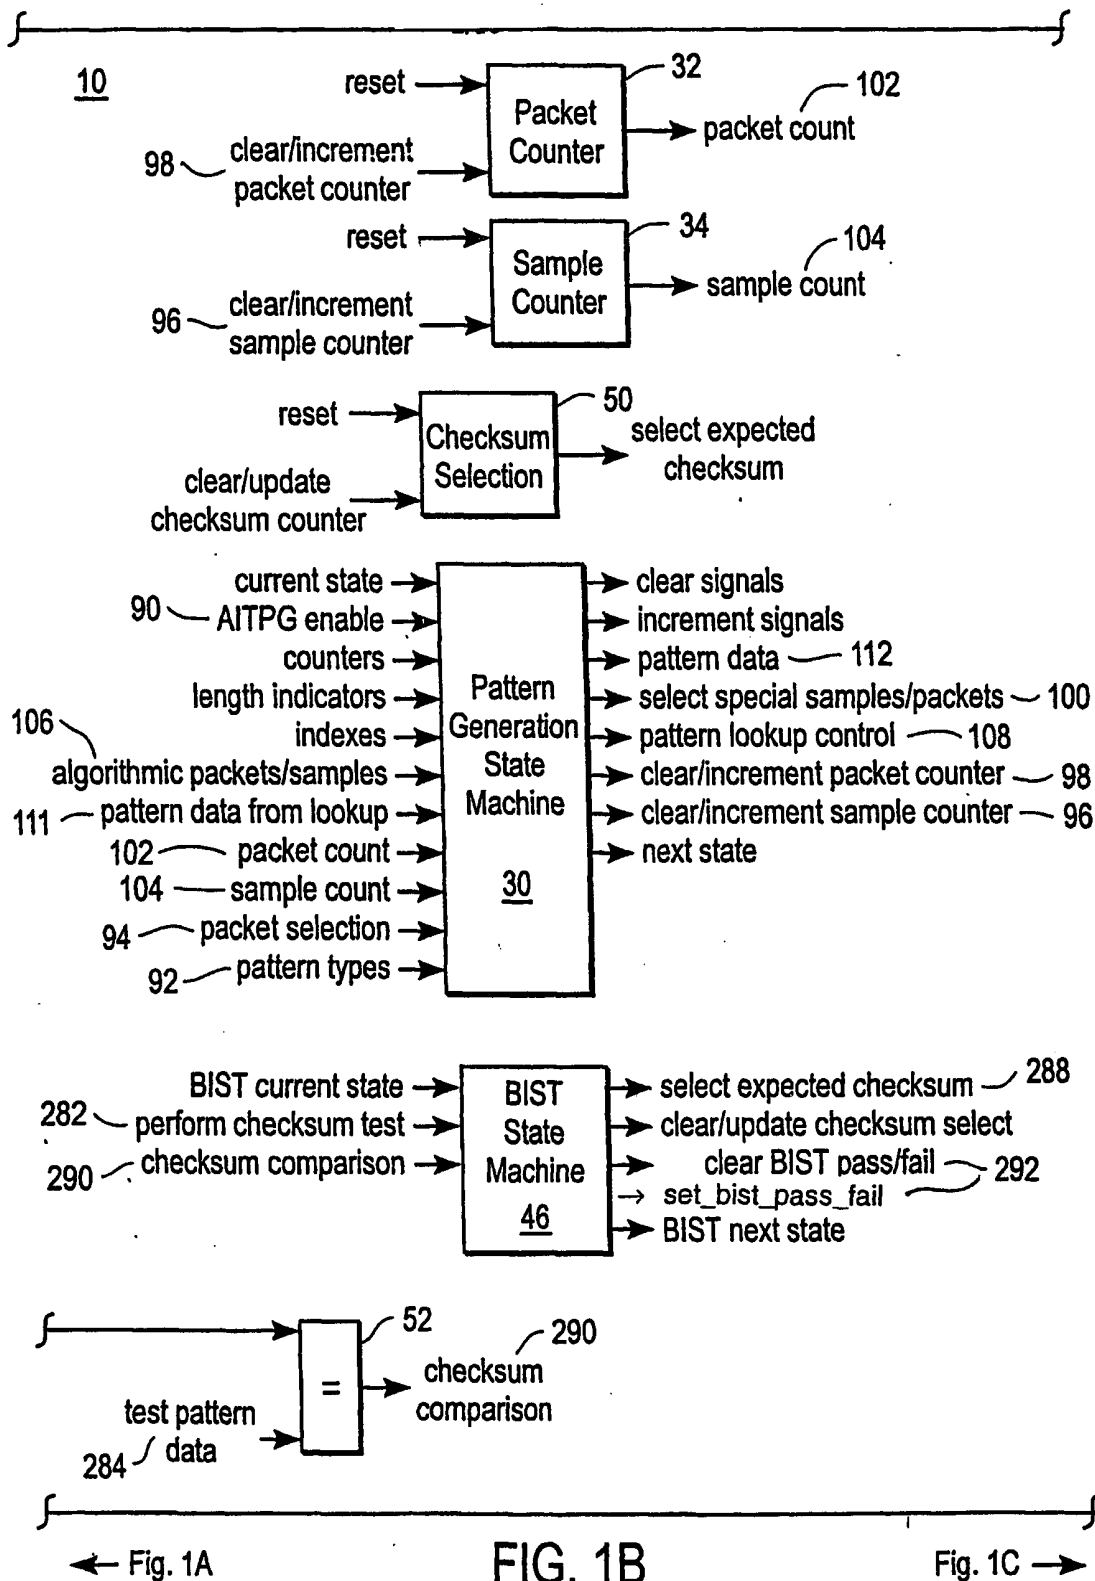 10
reset
32
Packet
Counter
102
packet count
98
clear/increment
packet counter
reset
34
Sample
Counter
104
sample count
96
clear/increment
sample counter
reset
50
Checksum
Selection
select expected
checksum
clear/update
checksum counter
current state
90 AITPG enable
counters
length indicators
106
indexes
algorithmic packets/samples
111 pattern data from lookup
102 packet count
104 sample count
94 packet selection
92 pattern types
Pattern
Generation
State
Machine
30
clear signals
increment signals
pattern data 112
select special samples/packets 100
pattern lookup control 108
clear/increment packet counter 98
clear/increment sample counter 96
next state
BIST current state
282 perform checksum test
290 checksum comparison
BIST
State
Machine
46
select expected checksum 288
clear/update checksum select
clear BIST pass/fail 292
set_bist_pass_fail
BIST next state
52
=
290
checksum
comparison
test pattern
data
284
Fig. 1A
FIG. 1B
Fig. 1C